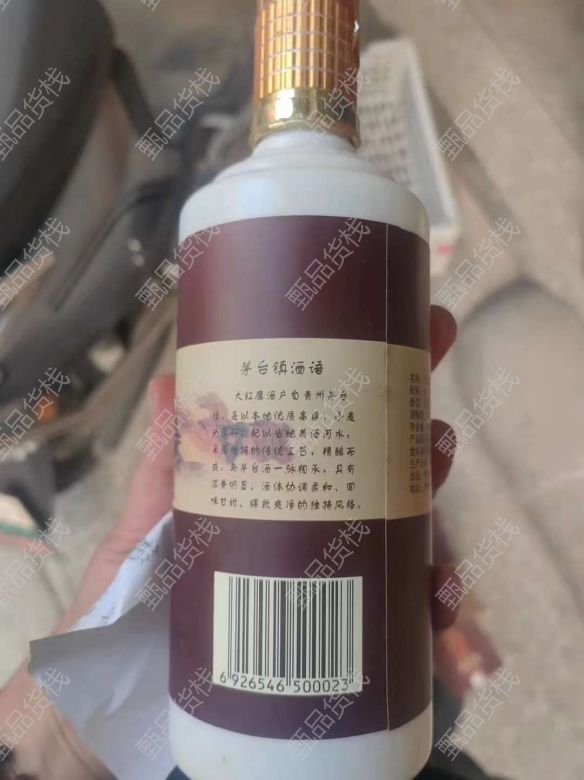 茅台镇酒语
大红鹰酒产自贵州茅台
镇，是以本地优质高粱，小麦
为原料，配以当地美酒河水，
采用独特的传统工艺，精酿而
成，与茅台酒一脉相承，具有
浓香明显，酒体协调柔和，回
味甘甜，绵软爽净的独特风格。
6 926546 500023
甄品货栈